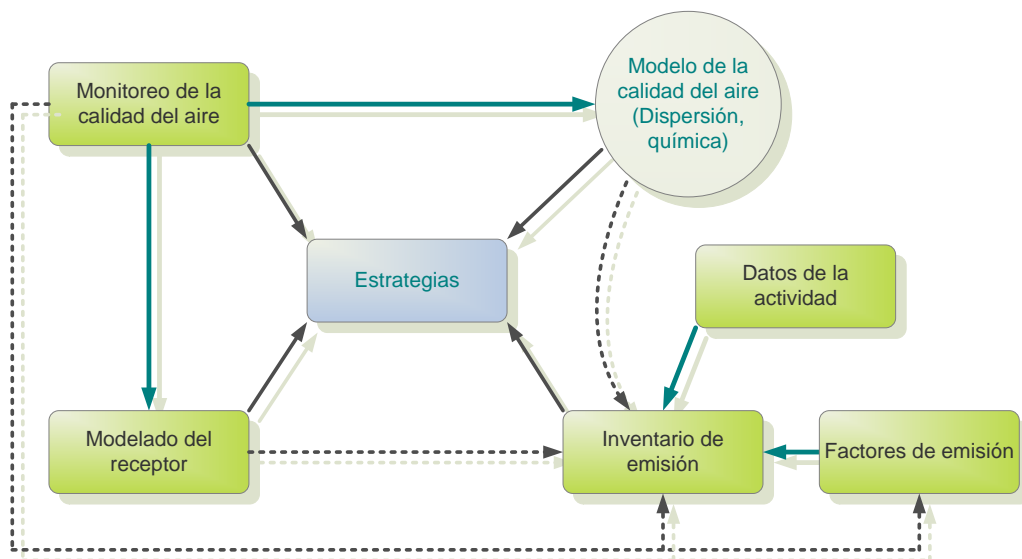 Monitoreo de la
calidad del aire
Modelo de la
calidad del aire
(Dispersión,
química)
Estrategias
Datos de la
actividad
Modelado del
receptor
Inventario de
emisión
Factores de emisión